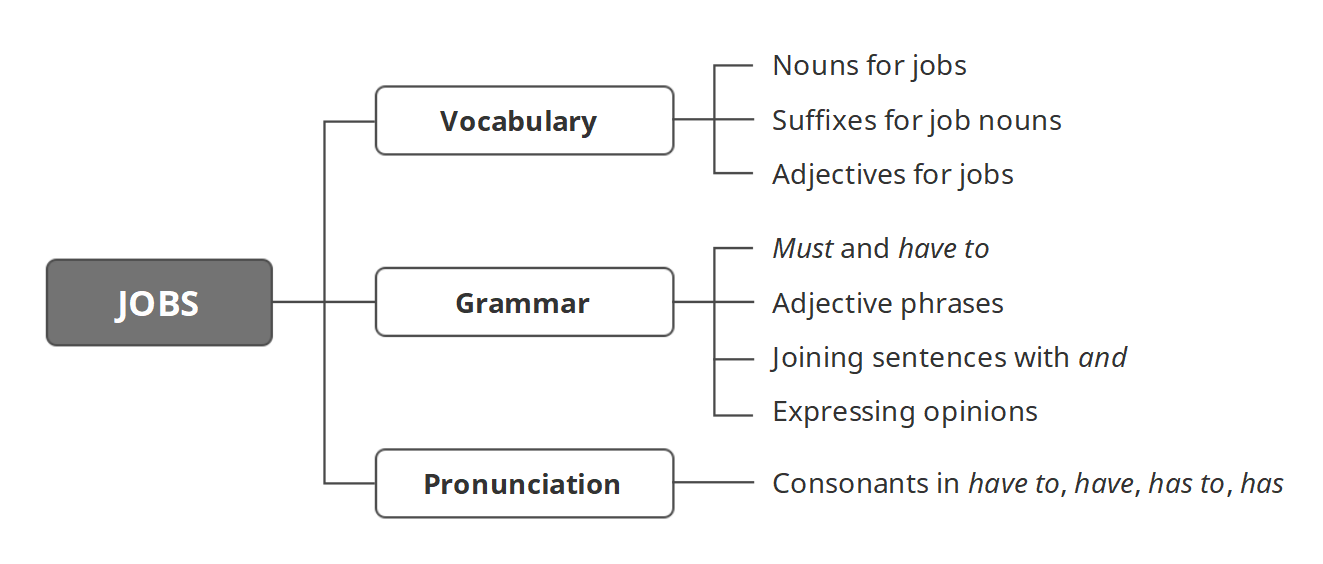 JOBS
Vocabulary
Nouns for jobs
Suffixes for job nouns
Adjectives for jobs
Grammar
Must and have to
Adjective phrases
Joining sentences with and
Expressing opinions
Pronunciation
Consonants in have to, have, has to, has